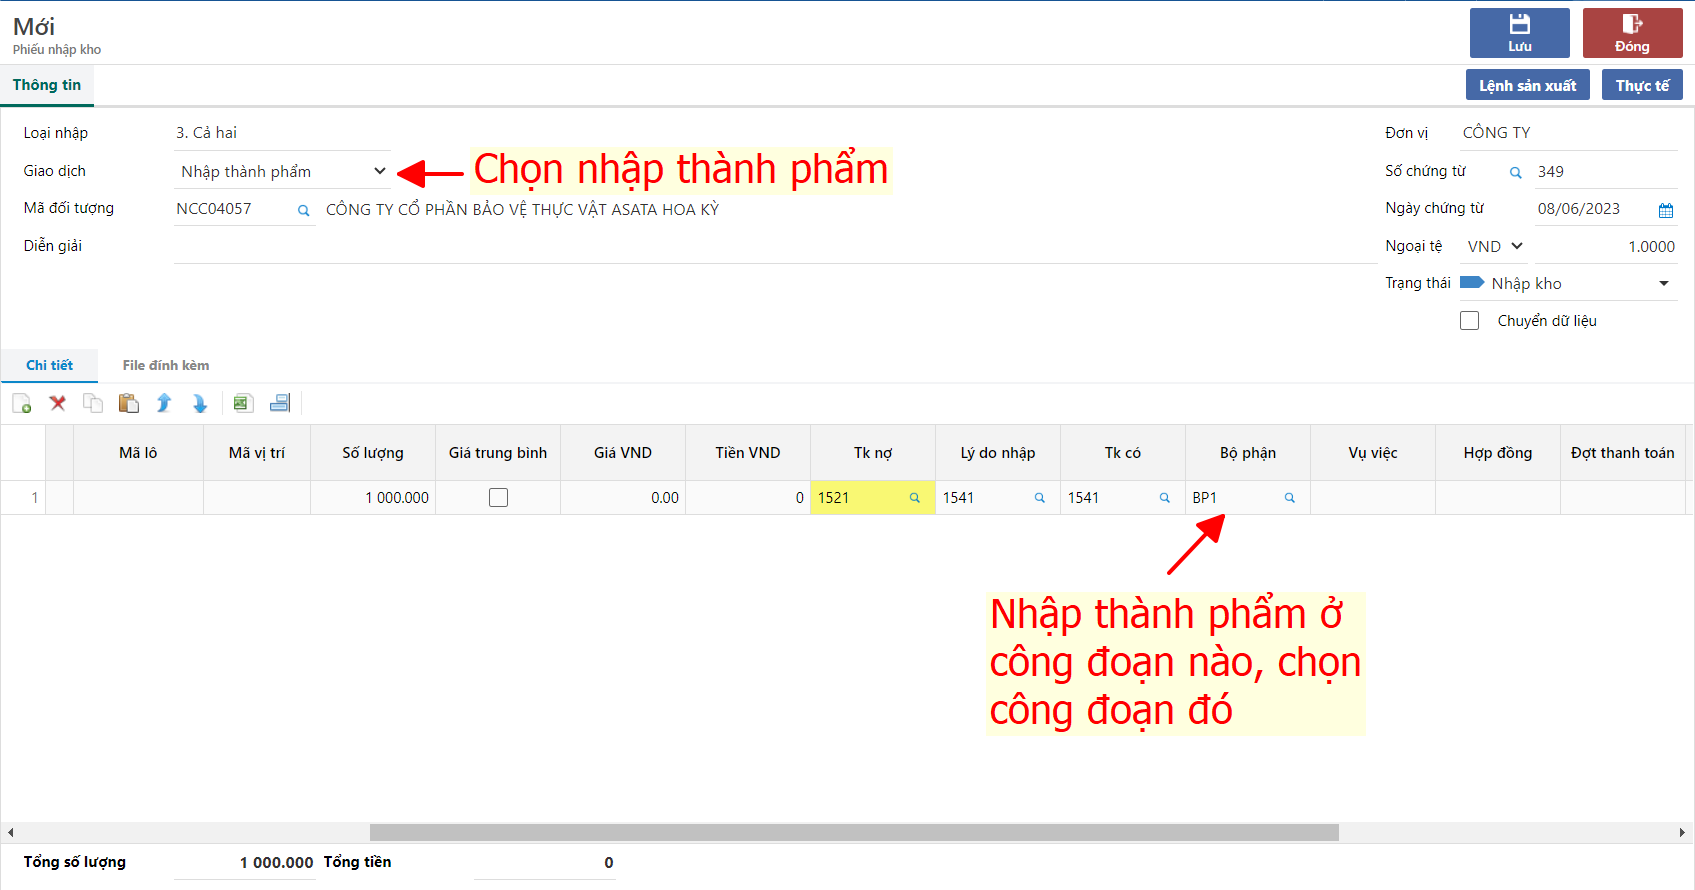 Mới
Phiếu nhập kho
Lưu
Đóng
Thông tin
Lệnh sản xuất
Thực tế
Loại nhập
3. Cả hai
Đơn vị
CÔNG TY
Giao dịch
Nhập thành phẩm
Chọn nhập thành phẩm
Số chứng từ
349
Mã đối tượng
NCC04057
CÔNG TY CỔ PHẦN BẢO VỆ THỰC VẬT ASATA HOA KỲ
Ngày chứng từ
08/06/2023
Diễn giải
Ngoại tệ
VND
1.0000
Trạng thái
Nhập kho
Chuyển dữ liệu
Chi tiết
File đính kèm
Mã lô
Mã vị trí
Số lượng
Giá trung bình
Giá VND
Tiền VND
Tk nợ
Lý do nhập
Tk có
Bộ phận
Vụ việc
Hợp đồng
Đợt thanh toán
1
1 000.000
0.00
0
1521
1541
1541
BP1
Nhập thành phẩm ở
công đoạn nào, chọn
công đoạn đó
Tổng số lượng
1 000.000
Tổng tiền
0